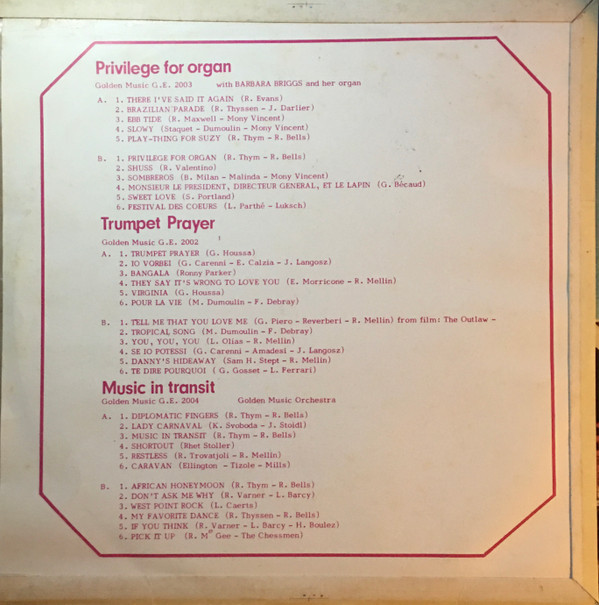 Privilege for organ
Golden Music G.E. 2003 with BARBARA BRIGGS and her organ
A. 1. THERE I'VE SAID IT AGAIN (R. Evans)
2. BRAZILIAN PARADE (R. Thyssen - J. Darlier)
3. EBB TIDE (R. Maxwell - Mony Vincent)
4. SLOWY (Staquet - Dumoulin - Mony Vincent)
5. PLAY-THING FOR SUZY (R. Thym - R. Bells)
B. 1. PRIVILEGE FOR ORGAN (R. Thym - R. Bells)
2. SHUSS (R. Valentino)
3. SOMBREROS (B. Milan - Malinda - Mony Vincent)
4. MONSIEUR LE PRESIDENT, DIRECTEUR GENERAL, ET LE LAPIN (G. Bécaud)
5. SWEET LOVE (S. Portland)
6. FESTIVAL DES COEURS (L. Parthé - Luksch)
Trumpet Prayer
Golden Music G.E. 2002
A. 1. TRUMPET PRAYER (G. Houssa)
2. IO VORBEI (G. Carenni - E. Calzia - J. Langosz)
3. BANGALA (Ronny Parker)
4. THEY SAY IT'S WRONG TO LOVE YOU (E. Morricone - R. Mellin)
5. VIRGINIA (G. Houssa)
6. POUR LA VIE (M. Dumoulin - F. Debray)
B. 1. TELL ME THAT YOU LOVE ME (G. Piero - Reverberi - R. Mellin) from film: The Outlaw -
2. TROPICAL SONG (M. Dumoulin - F. Debray)
3. YOU, YOU, YOU (L. Olias - R. Mellin)
4. SE IO POTESSI (G. Carenni - Amadesi - J. Langosz)
5. DANNY'S HIDEAWAY (Sam H. Stept - R. Mellin)
6. TE DIRE POURQUOI ( G. Gosset - L. Ferrari)
Music in transit
Golden Music G.E. 2004 Golden Music Orchestra
A. 1. DIPLOMATIC FINGERS (R. Thym - R. Bells)
2. LADY CARNAVAL (K. Svoboda - J. Stoidl)
3. MUSIC IN TRANSIT (R. Thym - R. Bells)
4. SHORTOUT (Rhet Stoller)
5. RESTLESS (R. Trovatjoli - R. Mellin)
6. CARAVAN (Ellington - Tizole - Mills)
B. 1. AFRICAN HONEYMOON (R. Thym - R. Bells)
2. DON'T ASK ME WHY (R. Varner - L. Barcy)
3. WEST POINT ROCK (L. Caerts)
4. MY FAVORITE DANCE (R. Thyssen - R. Bells)
5. IF YOU THINK (R. Varner - L. Barcy - H. Boulez)
6. PICK IT UP (R. Mc Gee - The Chessmen)